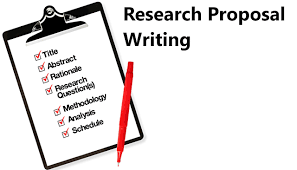 Research Proposal
Writing
Title
Abstract
Rationale
Research
Question(s)
Methodology
Analysis
Schedule